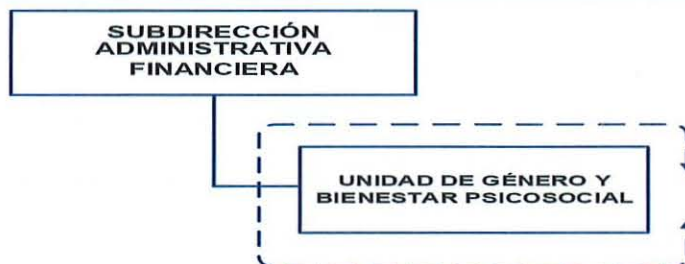 SUBDIRECCIÓN
ADMINISTRATIVA
FINANCIERA
UNIDAD DE GÉNERO Y
BIENESTAR PSICOSOCIAL